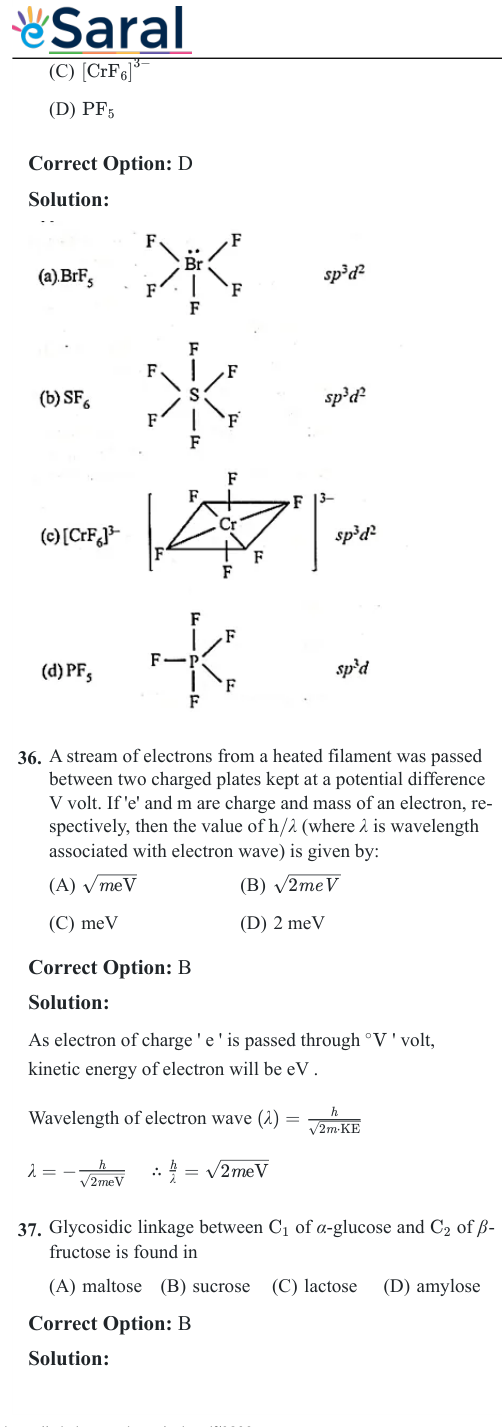 eSaral
(C) [CrF₆]³⁻
(D) PF₅
Correct Option: D
Solution:
F F
Br
(a).BrF₅ sp³d²
F F
F
F
F F
(b) SF₆ S sp³d²
F F
F
F
F F 3-
(c) [CrF₆]³⁻ Cr sp³d²
F F
F
F
F
F P
(d) PF₅ sp³d
F
F
36. A stream of electrons from a heated filament was passed
between two charged plates kept at a potential difference
V volt. If 'e' and m are charge and mass of an electron, re-
spectively, then the value of h/λ (where λ is wavelength
associated with electron wave) is given by:
(A) √meV (B) √2meV
(C) meV (D) 2 meV
Correct Option: B
Solution:
As electron of charge ' e ' is passed through °V ' volt,
kinetic energy of electron will be eV .
Wavelength of electron wave (λ) = h/√2m·KE
λ = − h/√2meV ∴ h/λ = √2meV
37. Glycosidic linkage between C₁ of α-glucose and C₂ of β-
fructose is found in
(A) maltose (B) sucrose (C) lactose (D) amylose
Correct Option: B
Solution: